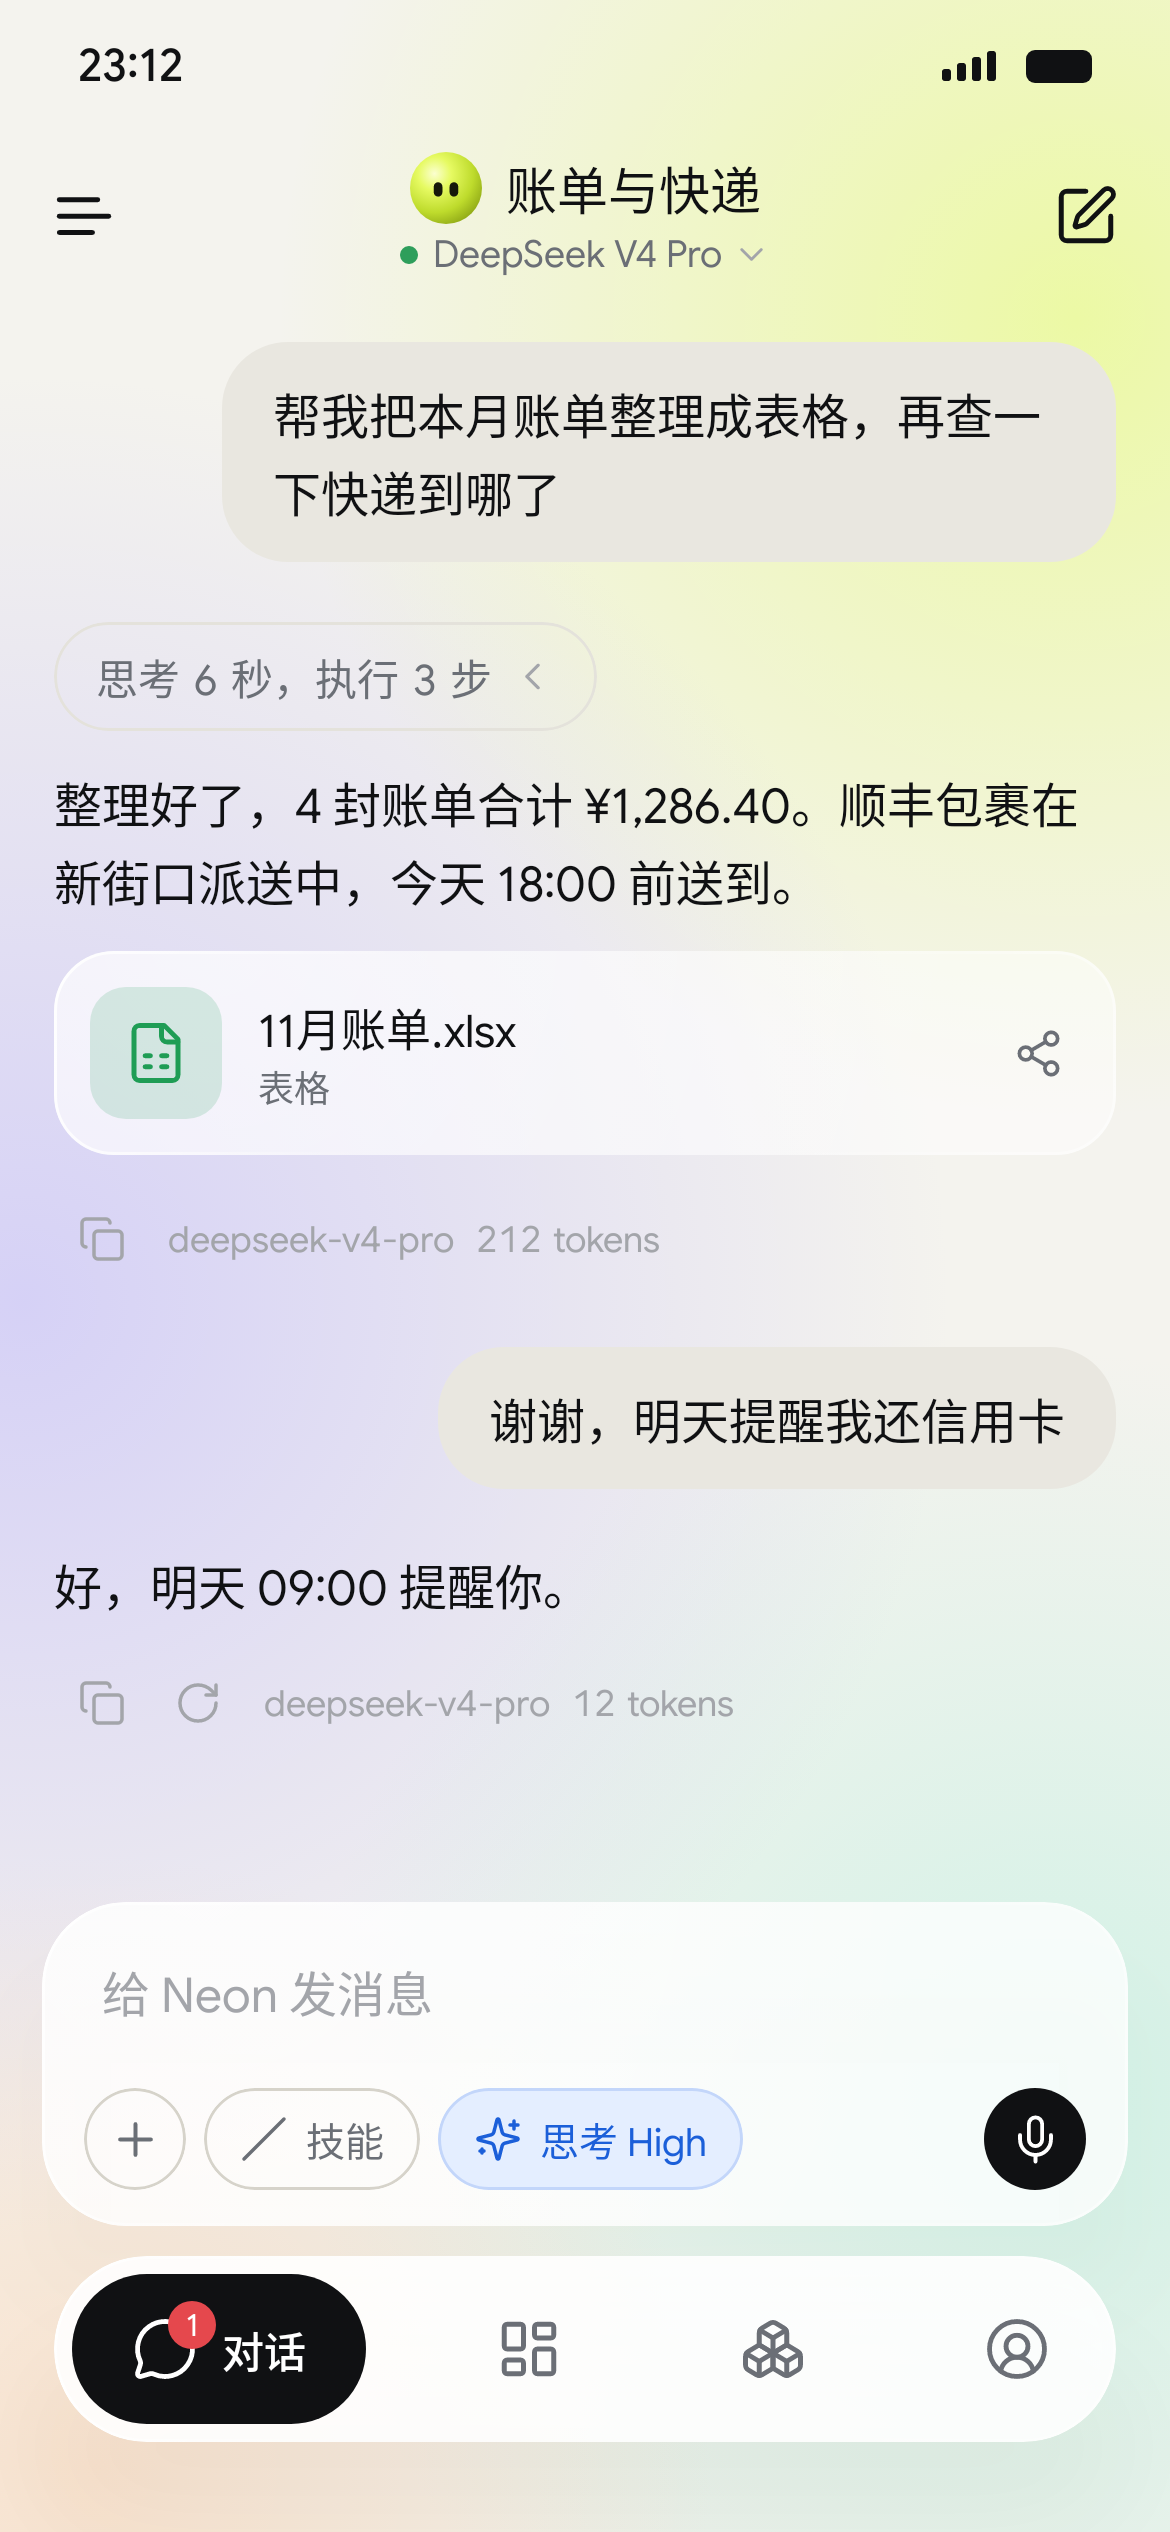 23:12
账单与快递
DeepSeek V4 Pro
帮我把本月账单整理成表格，再查一
下快递到哪了
思考 6 秒，执行 3 步
整理好了，4 封账单合计 ¥1,286.40。顺丰包裹在
新街口派送中，今天 18:00 前送到。
11月账单.xlsx
表格
deepseek-v4-pro 212 tokens
谢谢，明天提醒我还信用卡
好，明天 09:00 提醒你。
deepseek-v4-pro 12 tokens
给 Neon 发消息
技能
思考 High
1
对话